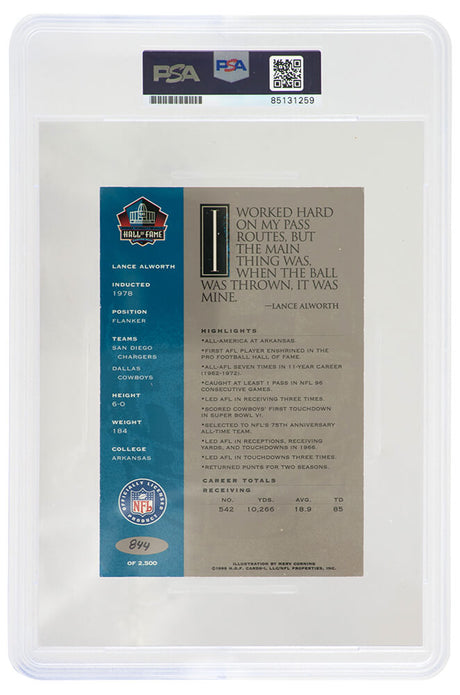 PSA
PSA
85131259
HALL of FAME
LANCE ALWORTH
INDUCTED
1978
POSITION
FLANKER
TEAMS
SAN DIEGO
CHARGERS
DALLAS
COWBOYS
HEIGHT
6-0
WEIGHT
184
COLLEGE
ARKANSAS
OFFICIALLY LICENSED
NFL
PRODUCT
844
OF 2,500
I WORKED HARD
ON MY PASS
ROUTES, BUT
THE MAIN
THING WAS,
WHEN THE BALL
WAS THROWN, IT WAS
MINE.
—LANCE ALWORTH
HIGHLIGHTS
•ALL-AMERICA AT ARKANSAS.
•FIRST AFL PLAYER ENSHRINED IN THE
PRO FOOTBALL HALL OF FAME.
•ALL-AFL SEVEN TIMES IN 11-YEAR CAREER
(1962-1972).
•CAUGHT AT LEAST 1 PASS IN NFL 96
CONSECUTIVE GAMES.
•LED AFL IN RECEIVING THREE TIMES.
•SCORED COWBOYS' FIRST TOUCHDOWN
IN SUPER BOWL VI.
•SELECTED TO NFL'S 75TH ANNIVERSARY
ALL-TIME TEAM.
•LED AFL IN RECEPTIONS, RECEIVING
YARDS, AND TOUCHDOWNS IN 1966.
•LED AFL IN TOUCHDOWNS THREE TIMES.
•RETURNED PUNTS FOR TWO SEASONS.
CAREER TOTALS
RECEIVING
NO. YDS. AVG. TD
542 10,266 18.9 85
ILLUSTRATION BY MERV CORNING
©1998 H.O.F. CARDS-I, LLC/NFL PROPERTIES, INC.